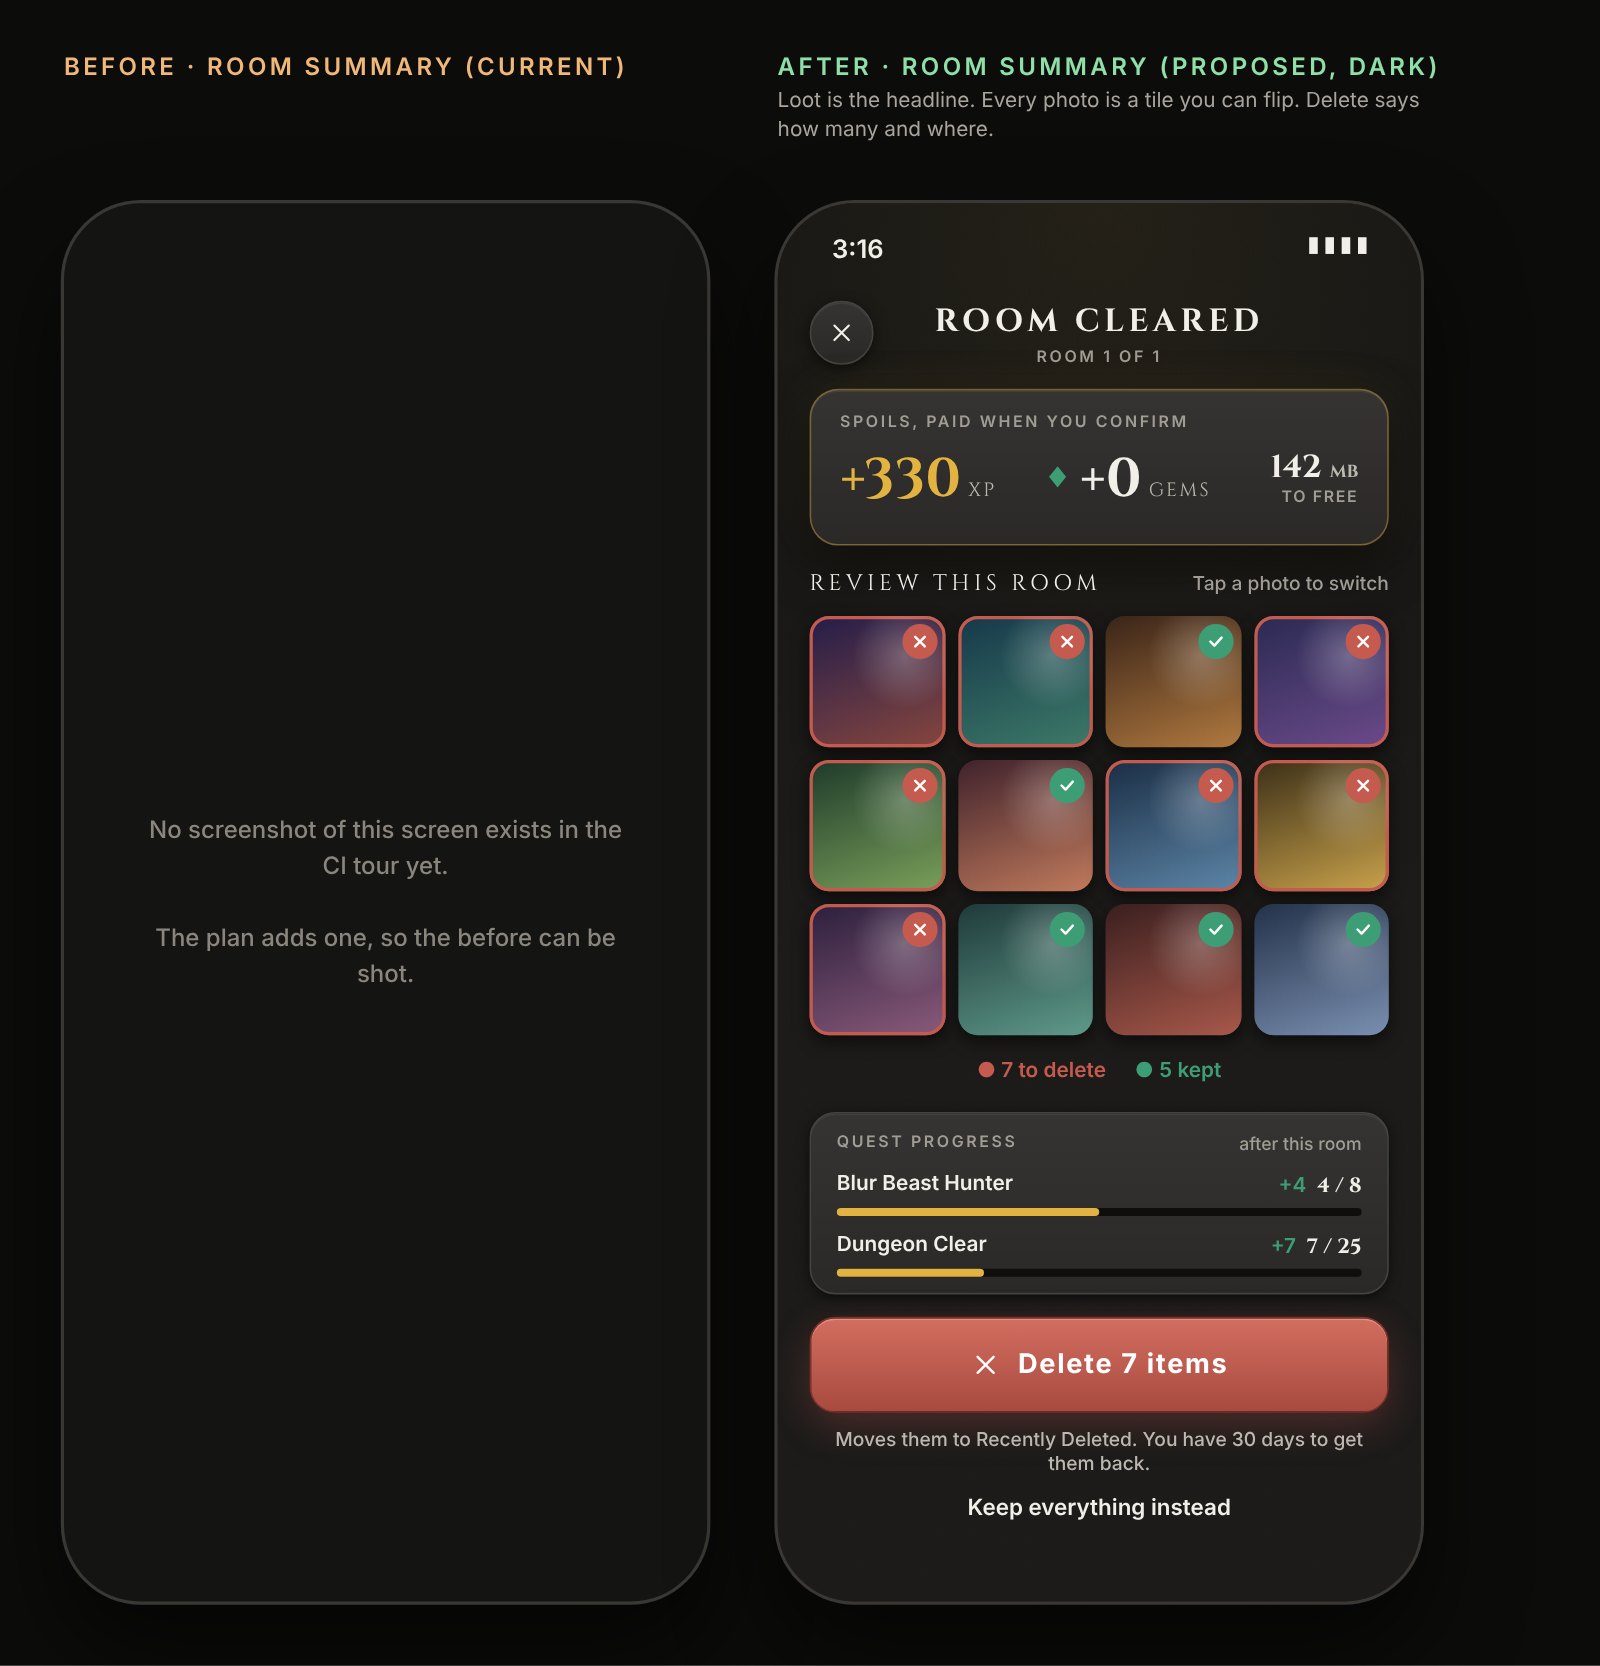 BEFORE · ROOM SUMMARY (CURRENT)
No screenshot of this screen exists in the
CI tour yet.
The plan adds one, so the before can be
shot.
AFTER · ROOM SUMMARY (PROPOSED, DARK)
Loot is the headline. Every photo is a tile you can flip. Delete says
how many and where.
3:16
ROOM CLEARED
ROOM 1 OF 1
SPOILS, PAID WHEN YOU CONFIRM
+330 XP
+0 GEMS
142 MB
TO FREE
REVIEW THIS ROOM
Tap a photo to switch
7 to delete
5 kept
QUEST PROGRESS
after this room
Blur Beast Hunter
+4 4 / 8
Dungeon Clear
+7 7 / 25
Delete 7 items
Moves them to Recently Deleted. You have 30 days to get
them back.
Keep everything instead